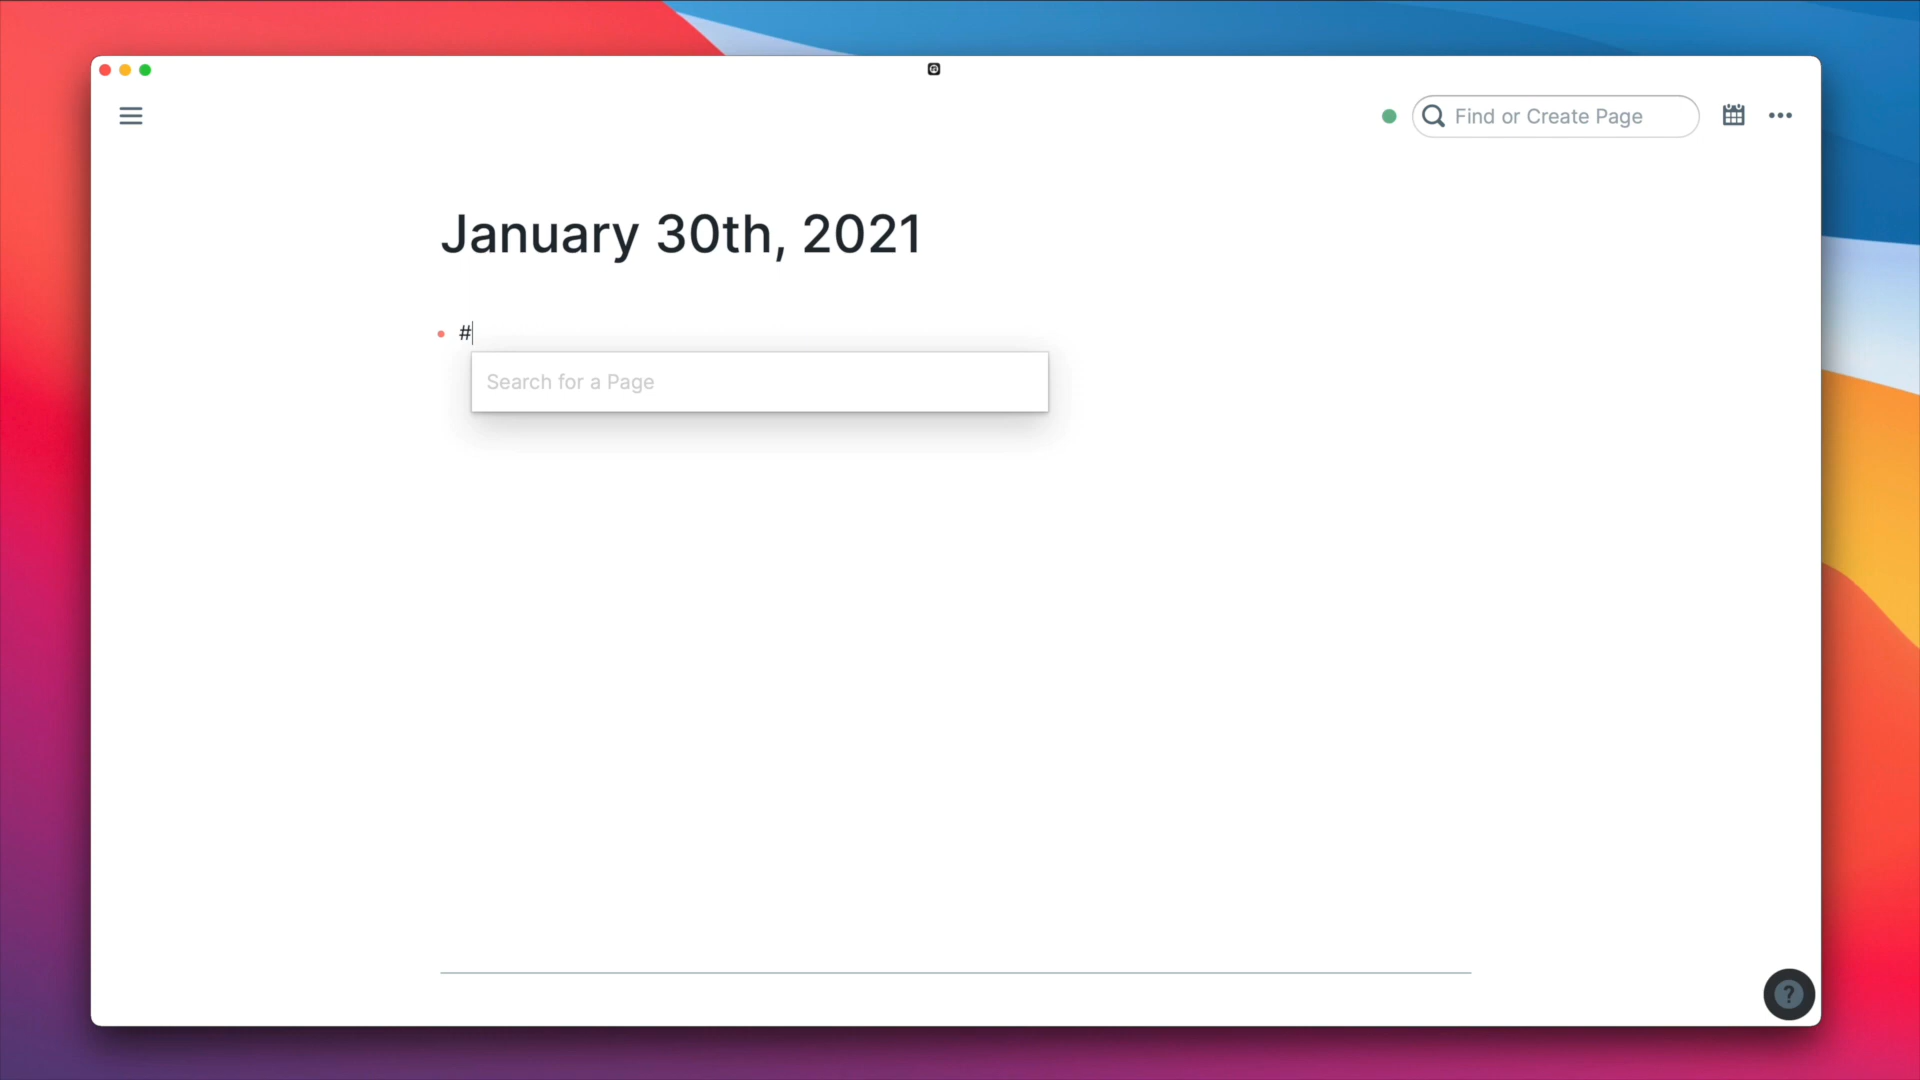 Find or Create Page
January 30th, 2021
#
Search for a Page
?